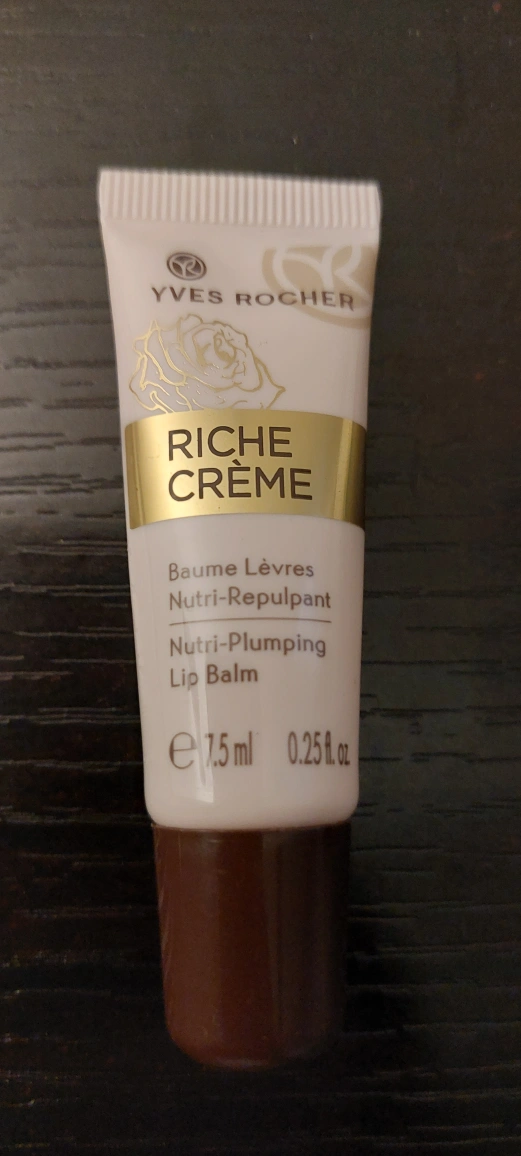 YVES ROCHER
RICHE
CRÈME
Baume Lèvres
Nutri-Repulpant
Nutri-Plumping
Lip Balm
℮ 7.5 ml 0.25 fl. oz.